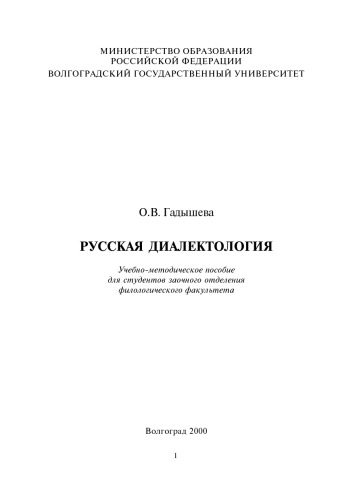 МИНИСТЕРСТВО ОБРАЗОВАНИЯ
РОССИЙСКОЙ ФЕДЕРАЦИИ
ВОЛГОГРАДСКИЙ ГОСУДАРСТВЕННЫЙ УНИВЕРСИТЕТ
О.В. Гадышева
РУССКАЯ ДИАЛЕКТОЛОГИЯ
Учебно-методическое пособие
для студентов заочного отделения
филологического факультета
Волгоград 2000
1